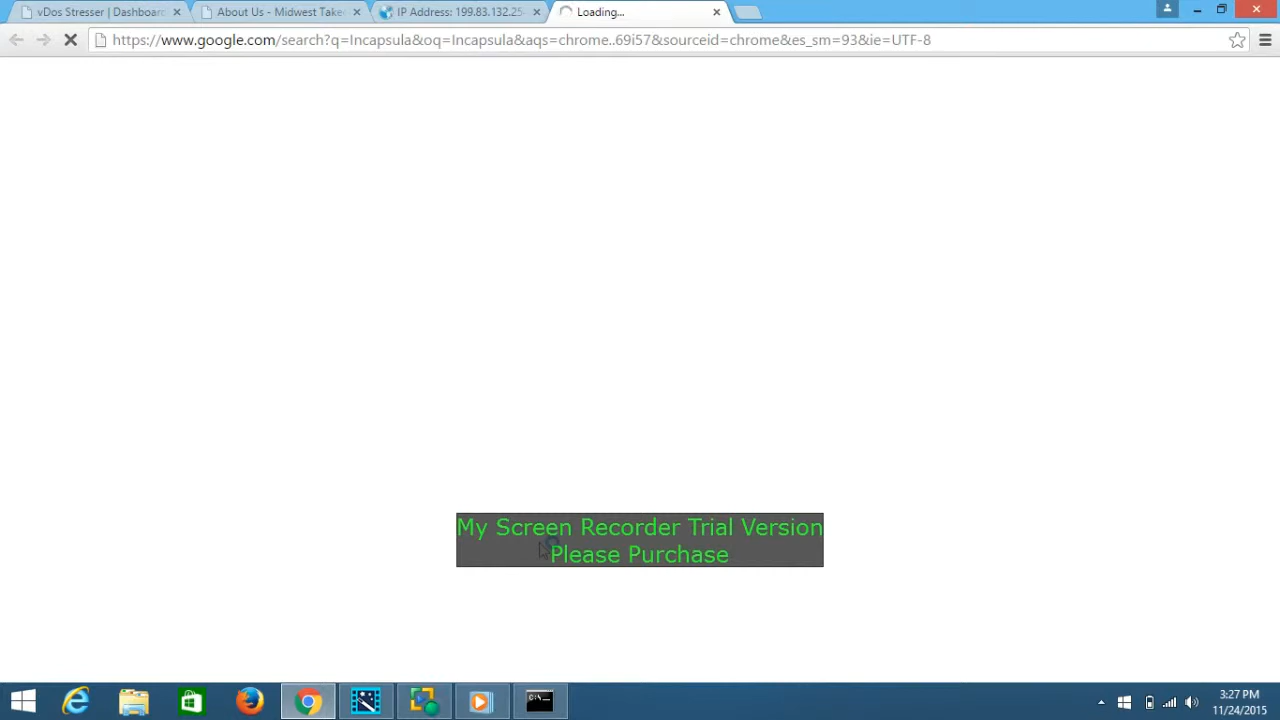 vDos Stresser | Dashboard
About Us - Midwest Take
IP Address: 199.83.132.25
Loading...
https://www.google.com/search?q=Incapsula&oq=Incapsula&aqs=chrome..69i57&sourceid=chrome&es_sm=93&ie=UTF-8
My Screen Recorder Trial Version
Please Purchase
C:\_
3:27 PM
11/24/2015